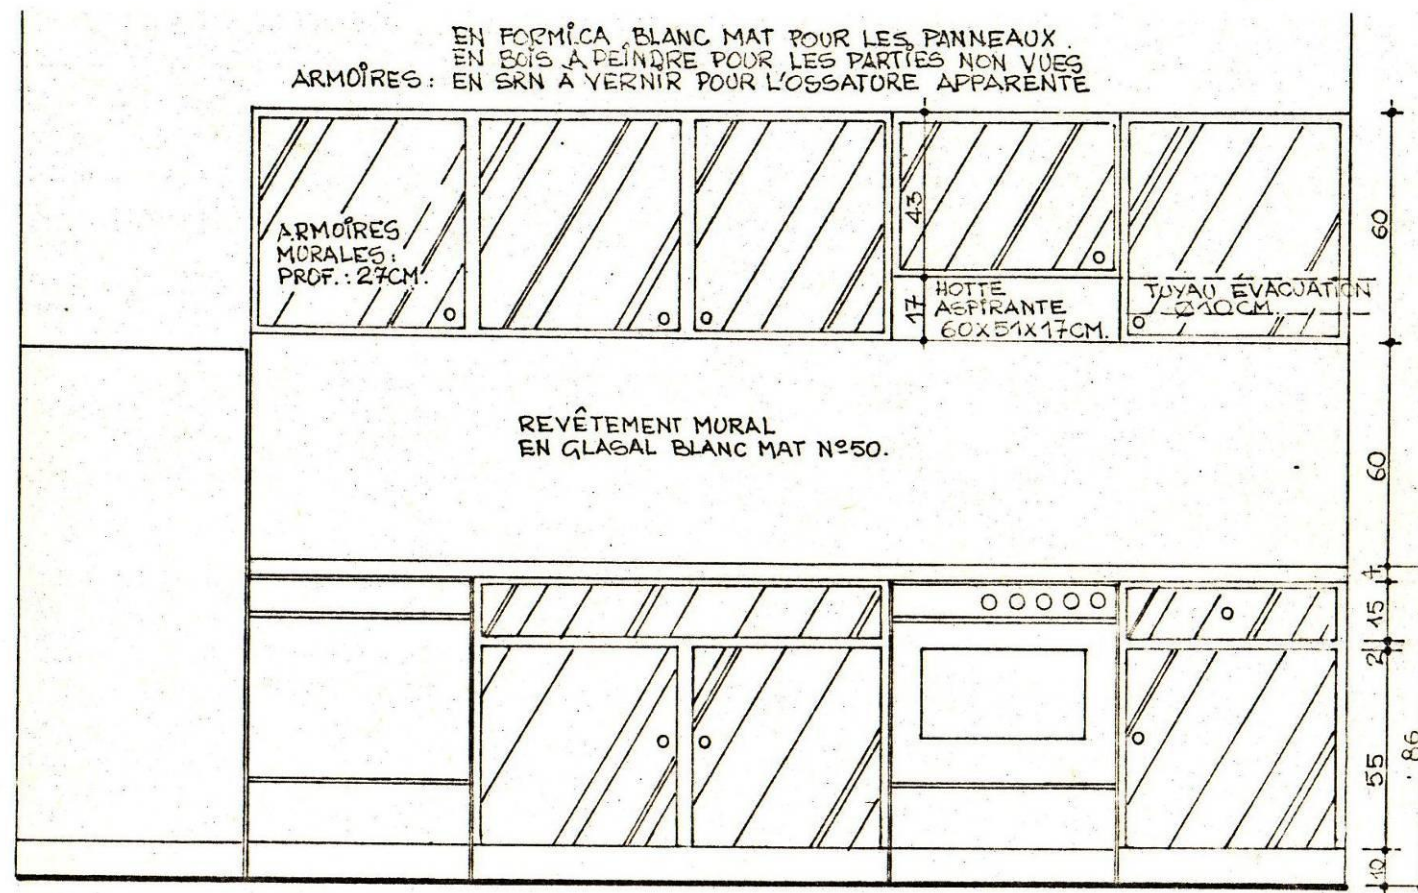 EN FORMICA BLANC MAT POUR LES PANNEAUX.
EN BOIS À PEINDRE POUR LES PARTIES NON VUES
ARMOIRES: EN SRN À VERNIR POUR L'OSSATURE APPARENTE
43
60
ARMOIRES
MURALES:
PROF.: 27CM.
17
HOTTE
ASPIRANTE
60X51X17CM.
TUYAU ÉVACUATION
Ø10CM.
REVÊTEMENT MURAL
EN GLASAL BLANC MAT Nº50.
60
4
15
2
55
86
10